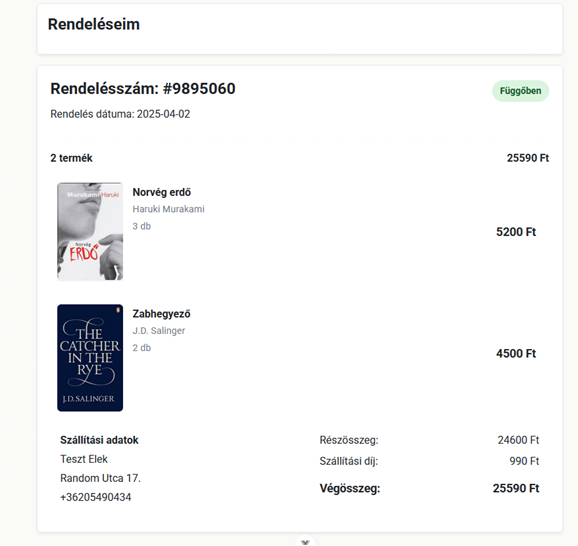 Rendeléseim
Rendelésszám: #9895060
Függőben
Rendelés dátuma: 2025-04-02
2 termék
25590 Ft
Murakami Haruki
Norvég
ERDŐ
Norvég erdő
Haruki Murakami
3 db
5200 Ft
THE
CATCHER
IN THE
RYE
J.D. SALINGER
Zabhegyező
J.D. Salinger
2 db
4500 Ft
Szállítási adatok
Teszt Elek
Random Utca 17.
+36205490434
Részösszeg:
24600 Ft
Szállítási díj:
990 Ft
Végösszeg:
25590 Ft